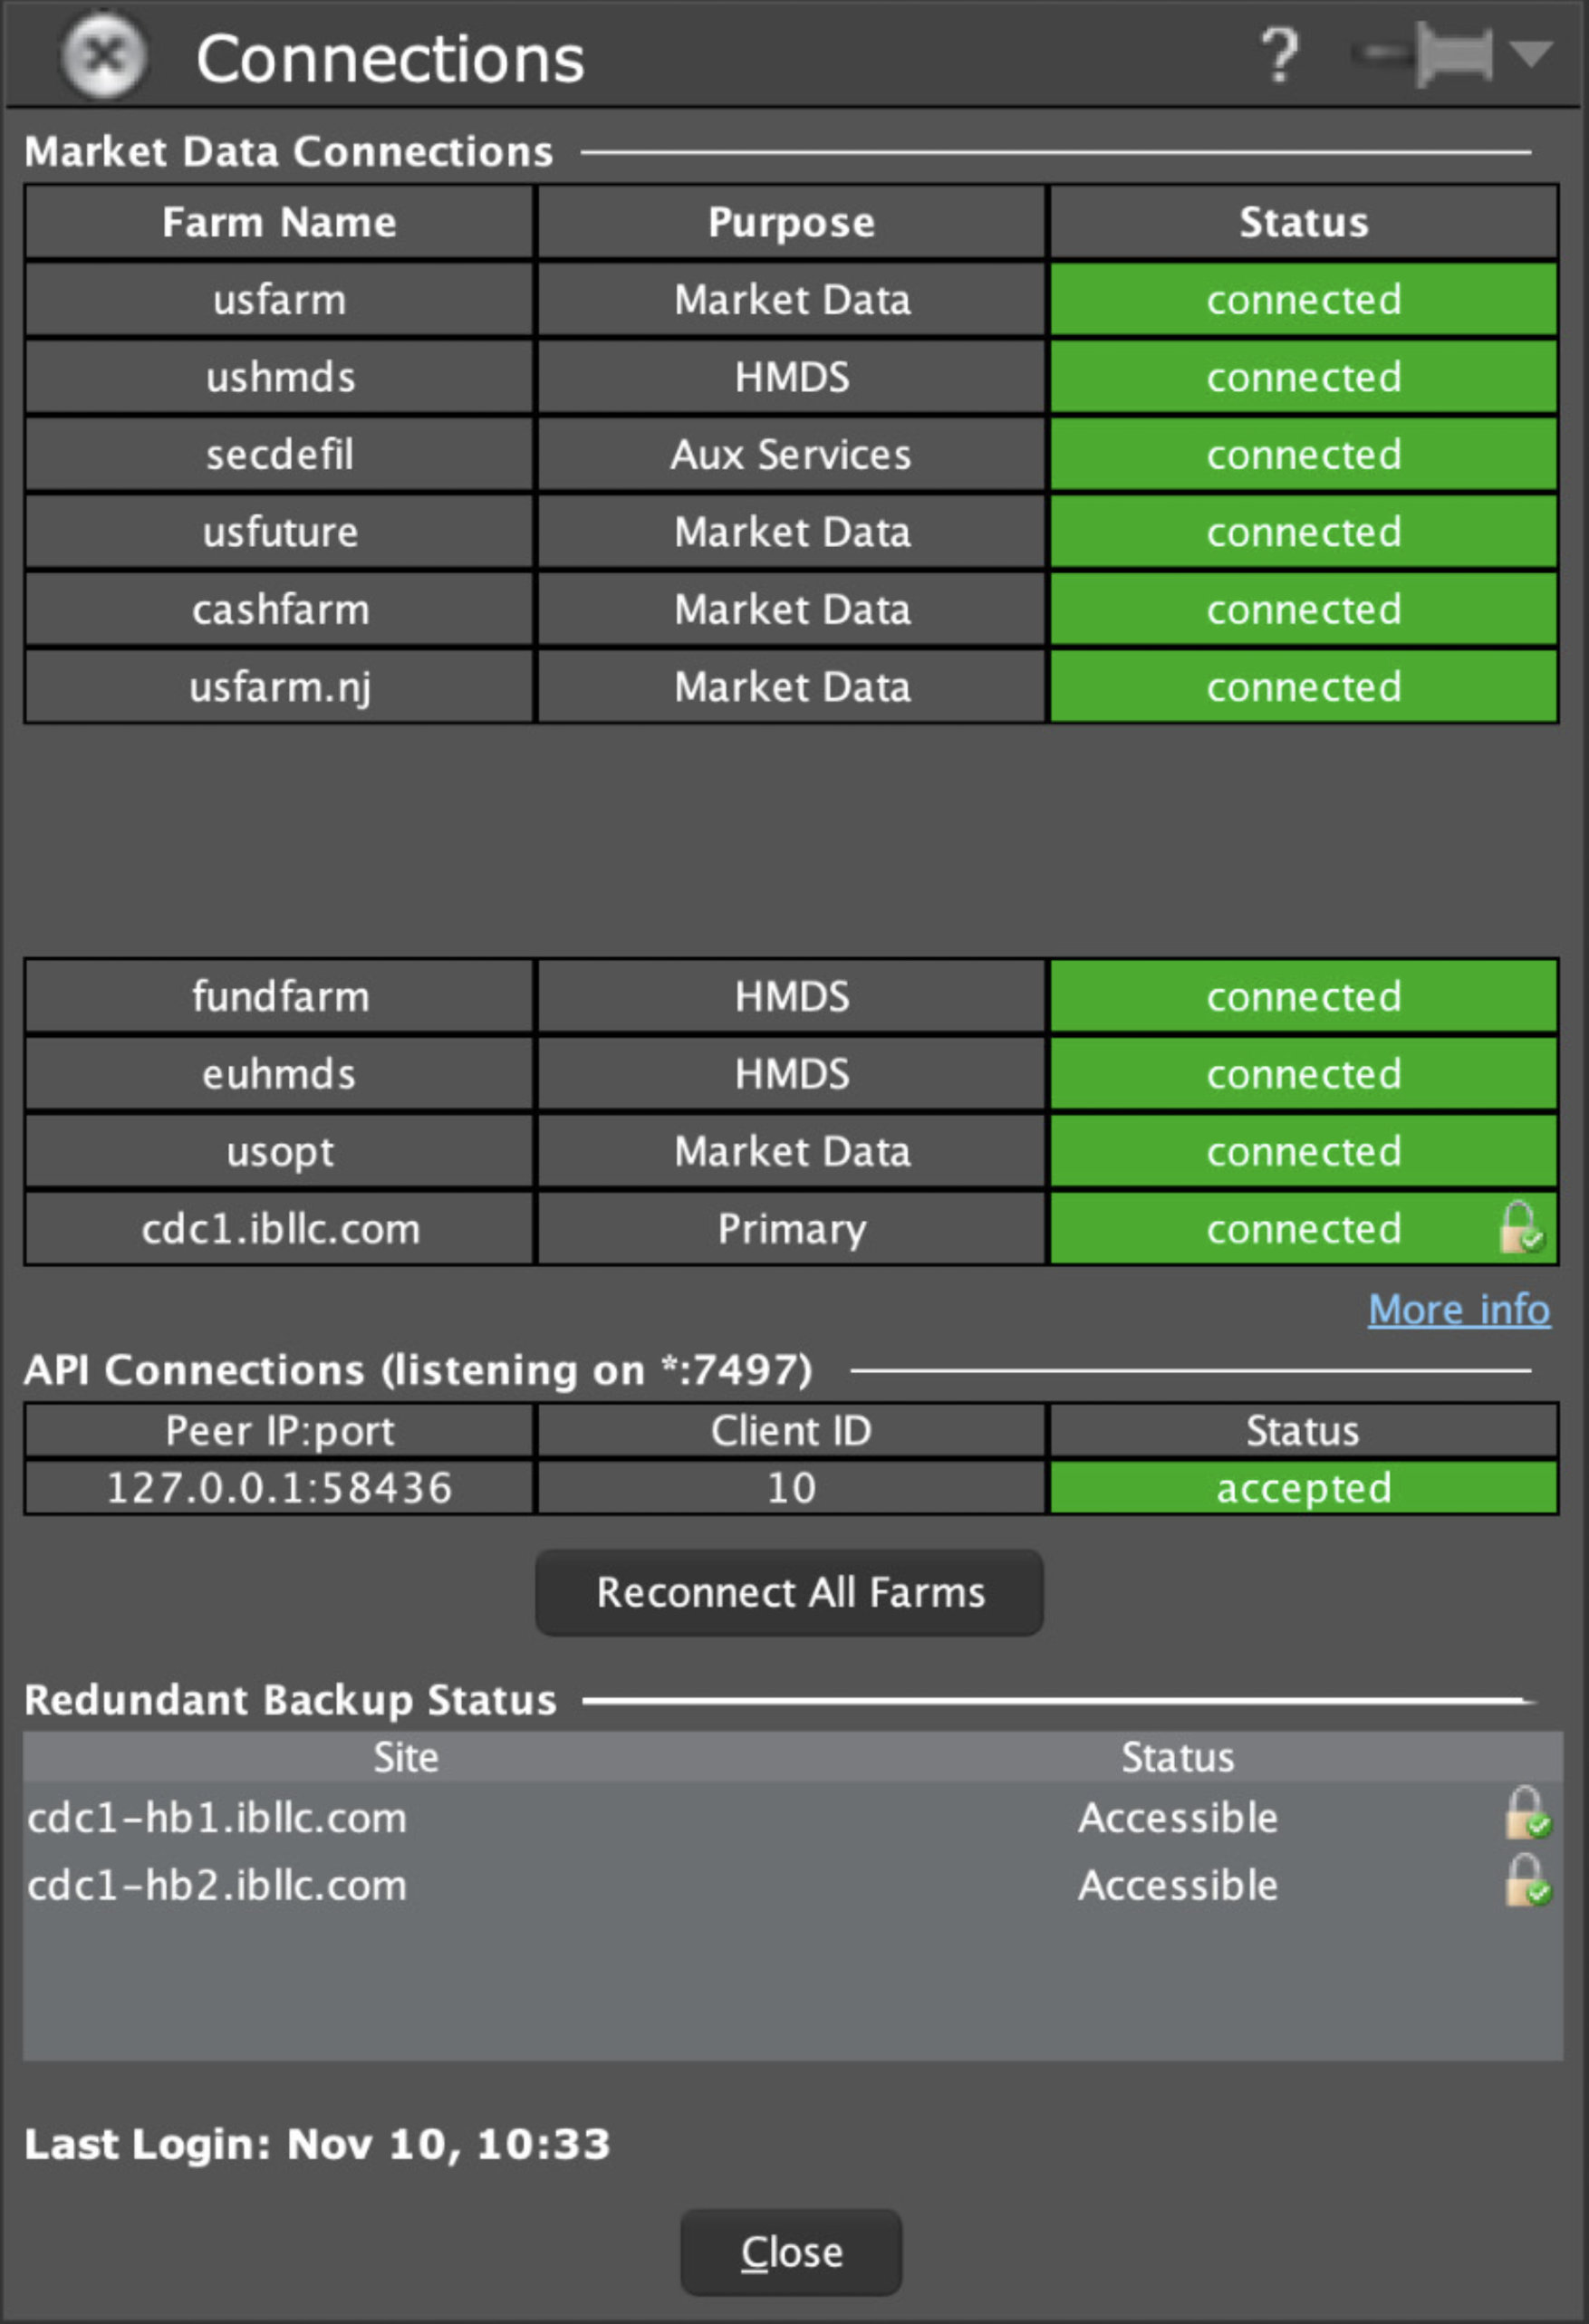 Connections ?
Market Data Connections
Farm Name Purpose Status
usfarm Market Data connected
ushmds HMDS connected
secdefil Aux Services connected
usfuture Market Data connected
cashfarm Market Data connected
usfarm.nj Market Data connected
fundfarm HMDS connected
euhmds HMDS connected
usopt Market Data connected
cdc1.ibllc.com Primary connected
More info
API Connections (listening on *:7497)
Peer IP:port Client ID Status
127.0.0.1:58436 10 accepted
Reconnect All Farms
Redundant Backup Status
Site Status
cdc1-hb1.ibllc.com Accessible
cdc1-hb2.ibllc.com Accessible
Last Login: Nov 10, 10:33
Close